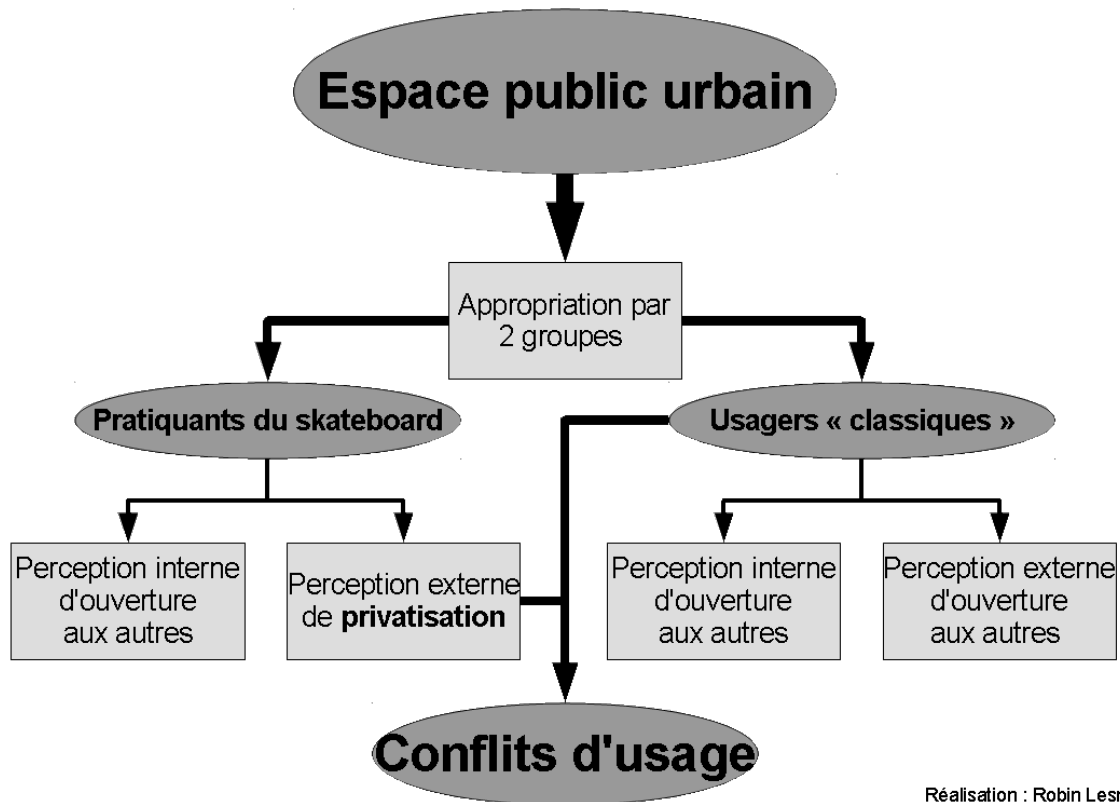 Espace public urbain
Appropriation par
2 groupes
Pratiquants du skateboard
Usagers « classiques »
Perception interne
d'ouverture
aux autres
Perception externe
de privatisation
Perception interne
d'ouverture
aux autres
Perception externe
d'ouverture
aux autres
Conflits d'usage
Réalisation : Robin